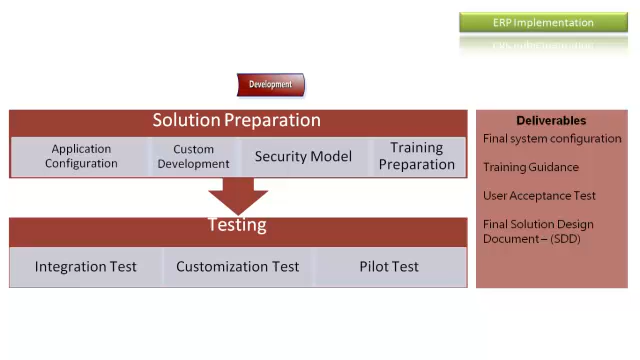 ERP Implementation
Development
Solution Preparation
Application
Configuration
Custom
Development
Security Model
Training
Preparation
Testing
Integration Test
Customization Test
Pilot Test
Deliverables
Final system configuration
Training Guidance
User Acceptance Test
Final Solution Design
Document – (SDD)